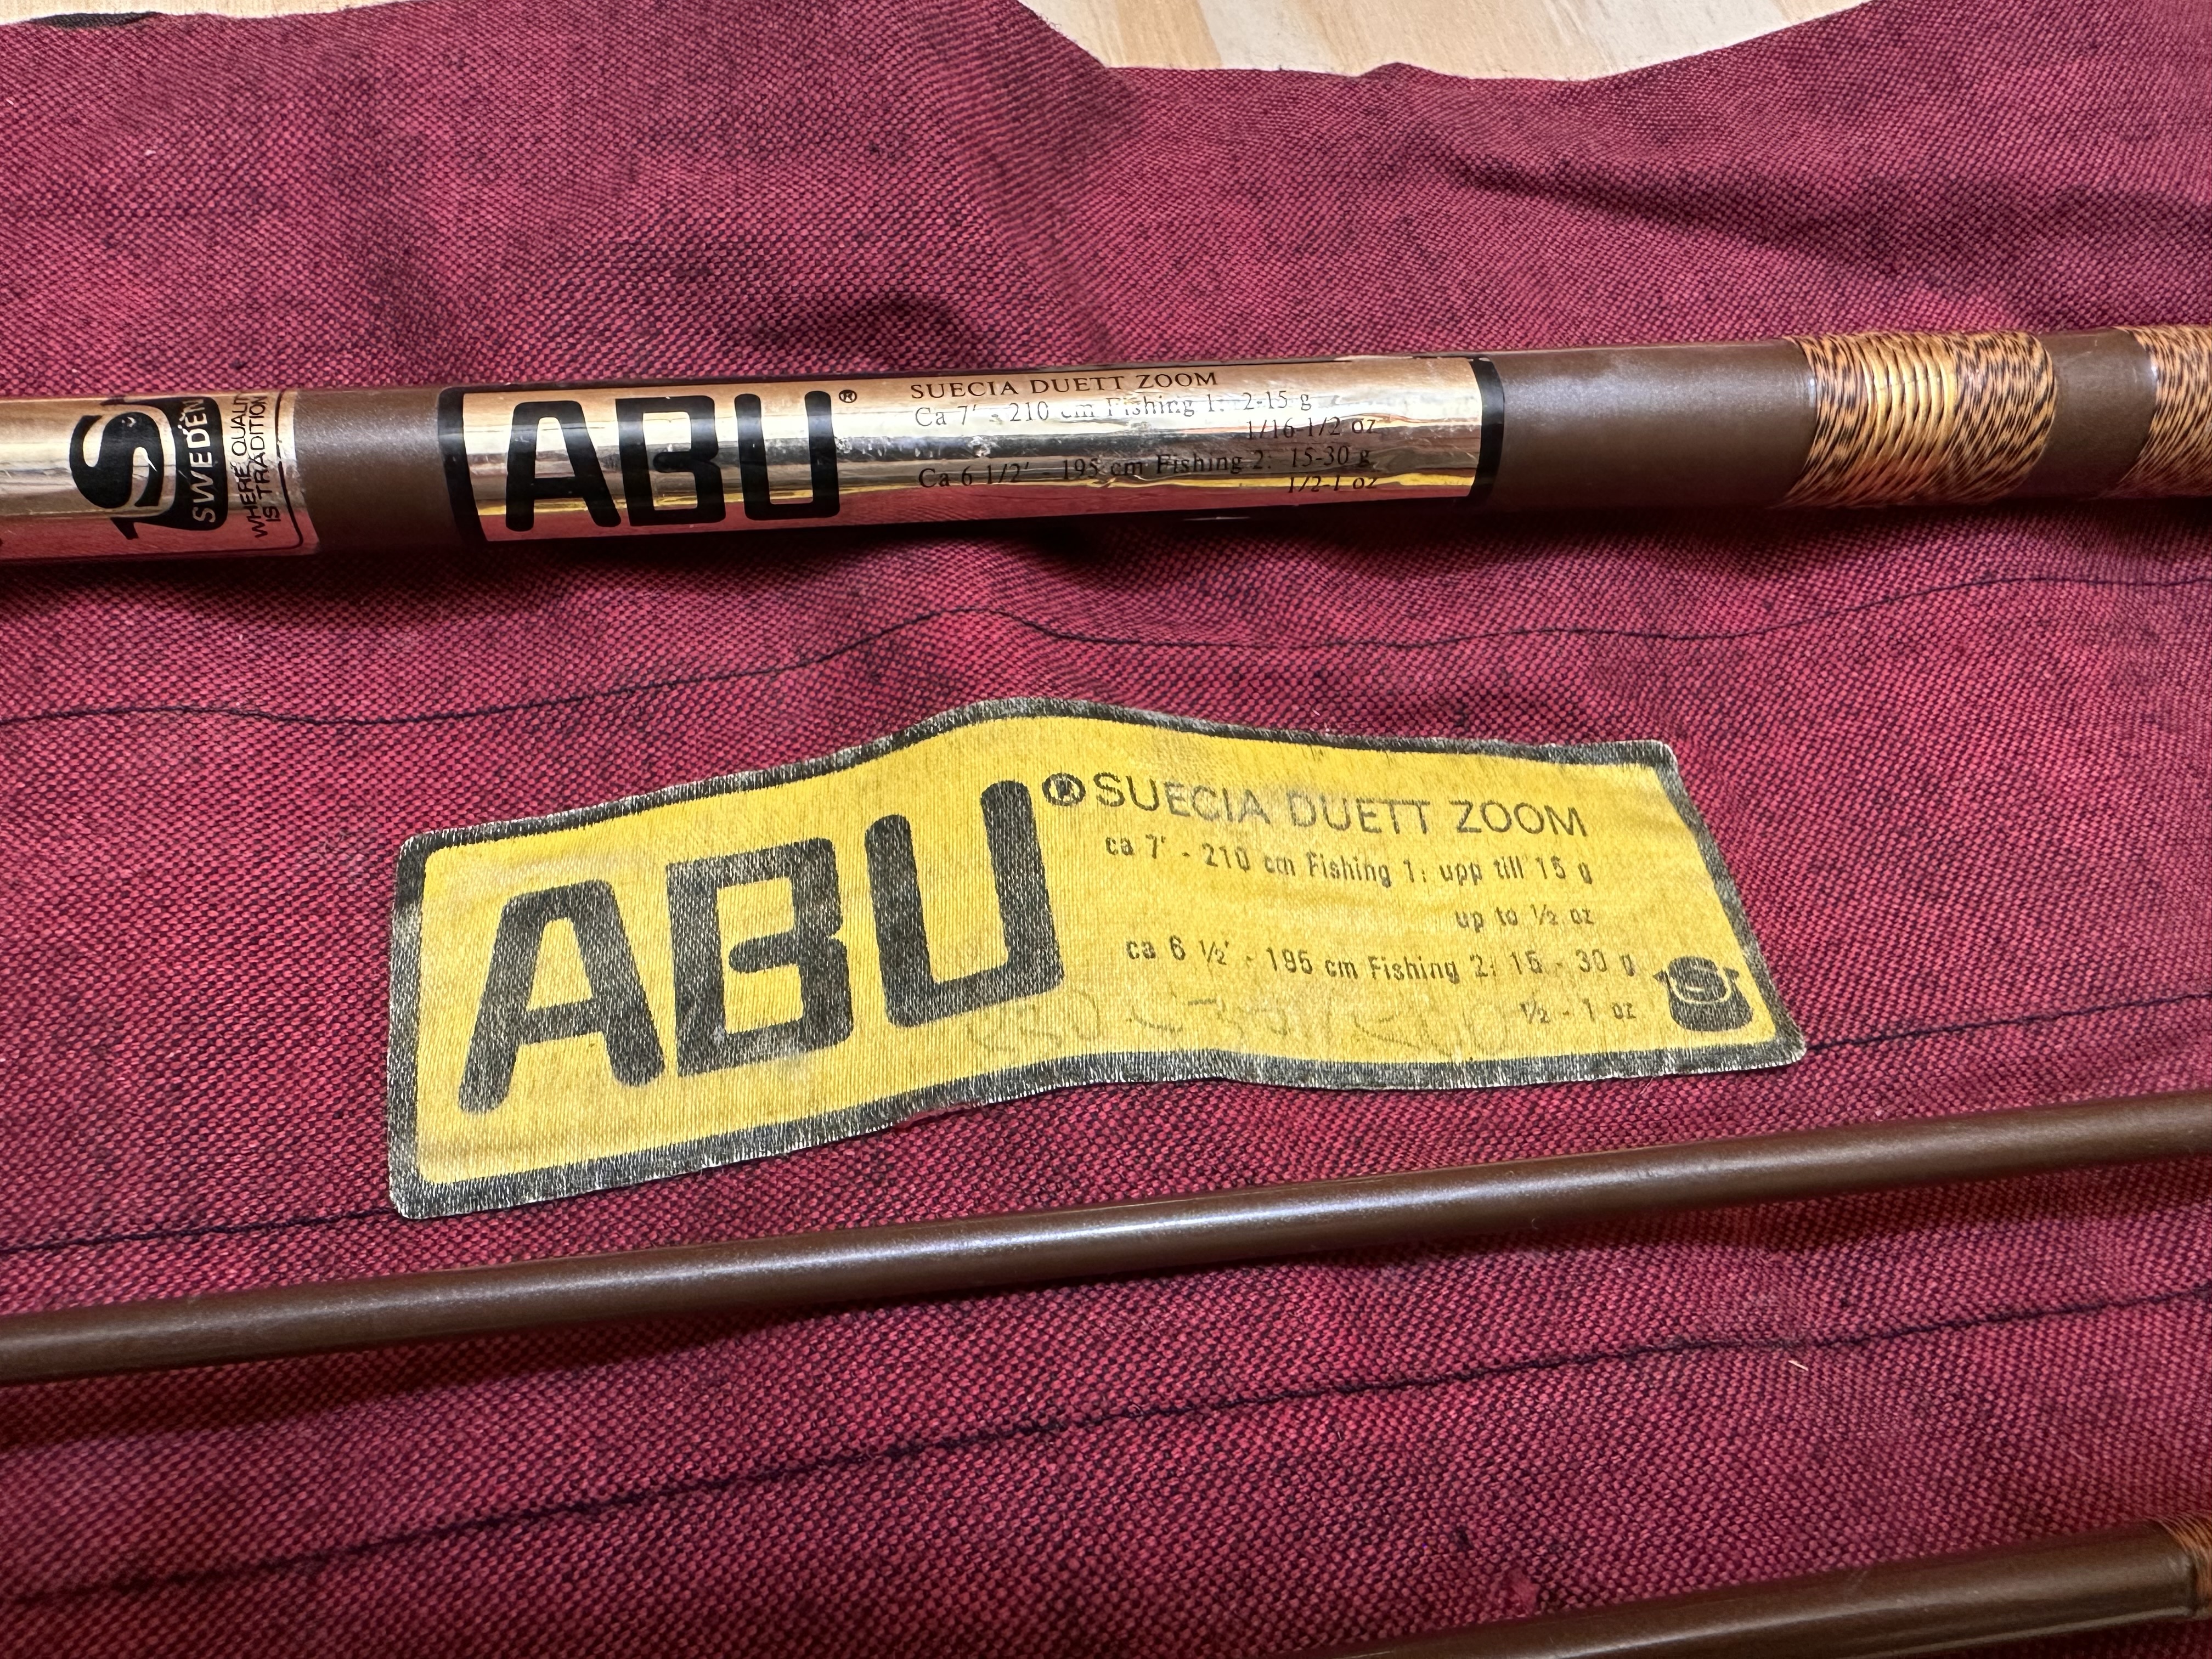 S
SWEDEN
WHERE QUALITY
IS TRADITION
ABU®
SUECIA DUETT ZOOM
Ca 7' - 210 cm Fishing 1: 2-15 g
1/16-1/2 oz
Ca 6 1/2' - 195 cm Fishing 2: 15-30 g
1/2-1 oz
ABU®
SUECIA DUETT ZOOM
ca 7' - 210 cm Fishing 1: upp till 15 g
up to ½ oz
ca 6 ½' - 195 cm Fishing 2: 15 - 30 g
½ - 1 oz
S